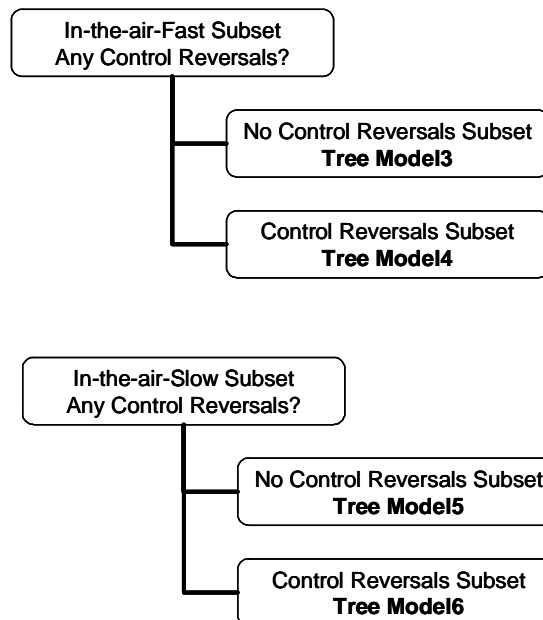 In-the-air-Fast Subset
Any Control Reversals?
No Control Reversals Subset
Tree Model3
Control Reversals Subset
Tree Model4
In-the-air-Slow Subset
Any Control Reversals?
No Control Reversals Subset
Tree Model5
Control Reversals Subset
Tree Model6